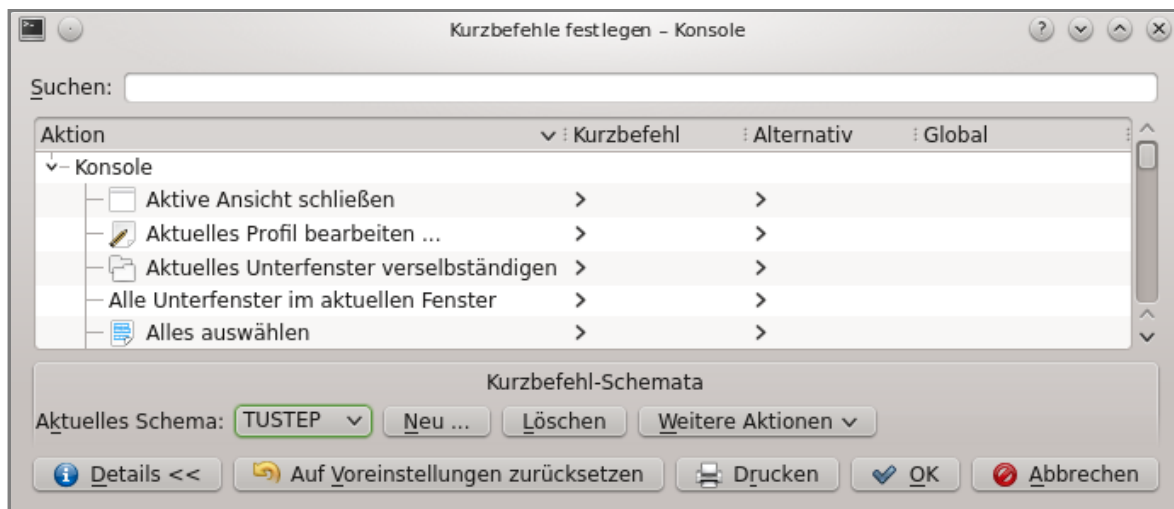 Kurzbefehle festlegen – Konsole
Suchen:
Aktion Kurzbefehl Alternativ Global
Konsole
Aktive Ansicht schließen
Aktuelles Profil bearbeiten ...
Aktuelles Unterfenster verselbständigen
Alle Unterfenster im aktuellen Fenster
Alles auswählen
Kurzbefehl-Schemata
Aktuelles Schema: TUSTEP Neu ... Löschen Weitere Aktionen
Details << Auf Voreinstellungen zurücksetzen Drucken OK Abbrechen